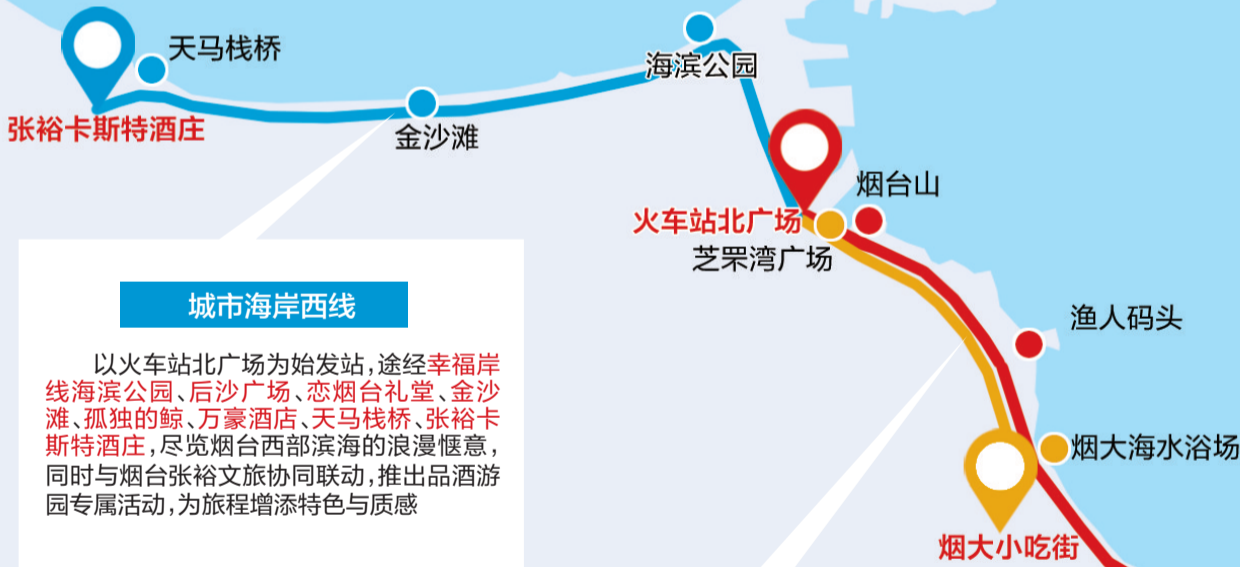 天马栈桥
海滨公园
张裕卡斯特酒庄
金沙滩
烟台山
火车站北广场
芝罘湾广场
渔人码头
烟大海水浴场
烟大小吃街
城市海岸西线
以火车站北广场为始发站,途经幸福岸
线海滨公园、后沙广场、恋烟台礼堂、金沙
滩、孤独的鲸、万豪酒店、天马栈桥、张裕卡
斯特酒庄,尽览烟台西部滨海的浪漫惬意,
同时与烟台张裕文旅协同联动,推出品酒游
园专属活动,为旅程增添特色与质感